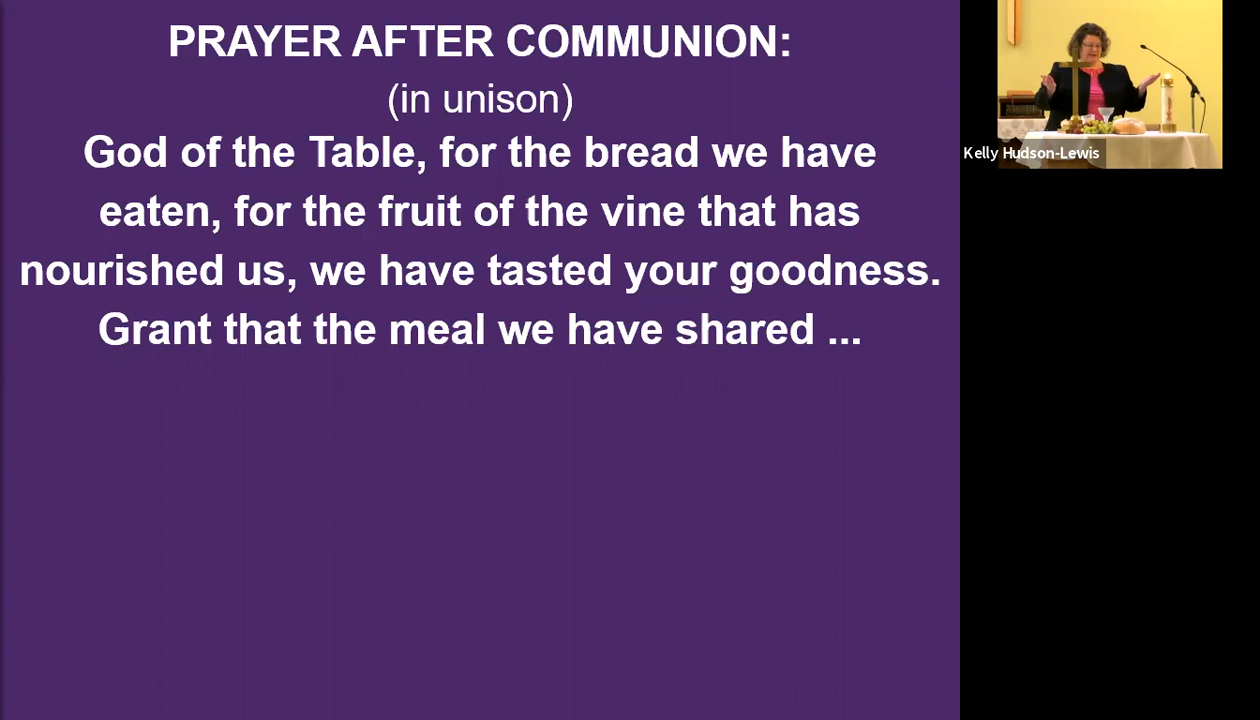 PRAYER AFTER COMMUNION:
(in unison)
God of the Table, for the bread we have
eaten, for the fruit of the vine that has
nourished us, we have tasted your goodness.
Grant that the meal we have shared ...
Kelly Hudson-Lewis